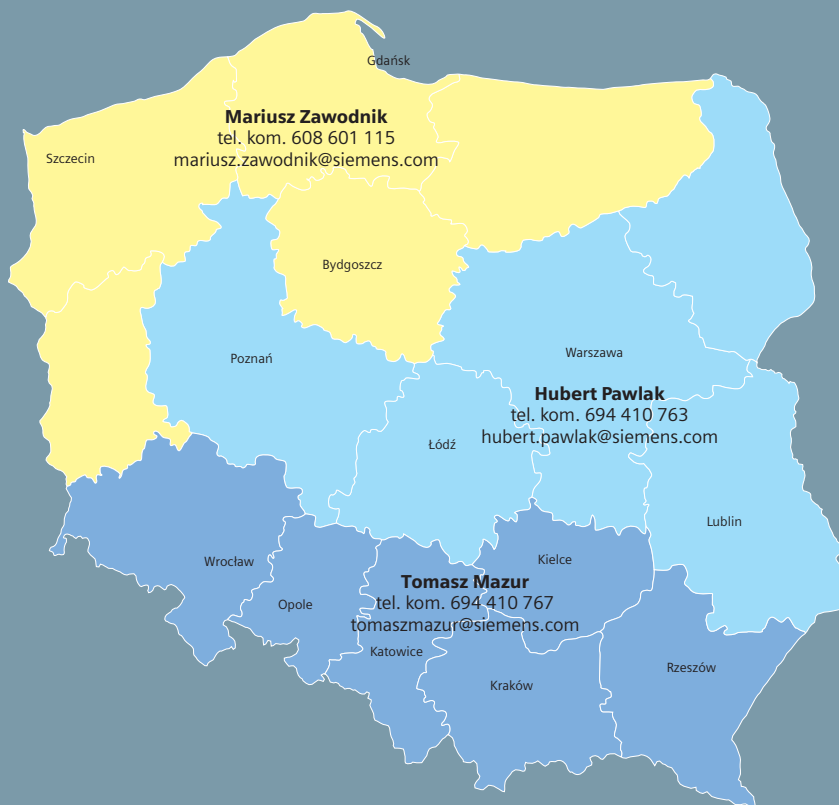 Gdańsk
Mariusz Zawodnik
tel. kom. 608 601 115
mariusz.zawodnik@siemens.com
Szczecin
Bydgoszcz
Poznań
Warszawa
Hubert Pawlak
tel. kom. 694 410 763
hubert.pawlak@siemens.com
Łódź
Lublin
Wrocław
Kielce
Tomasz Mazur
tel. kom. 694 410 767
tomaszmazur@siemens.com
Opole
Katowice
Kraków
Rzeszów